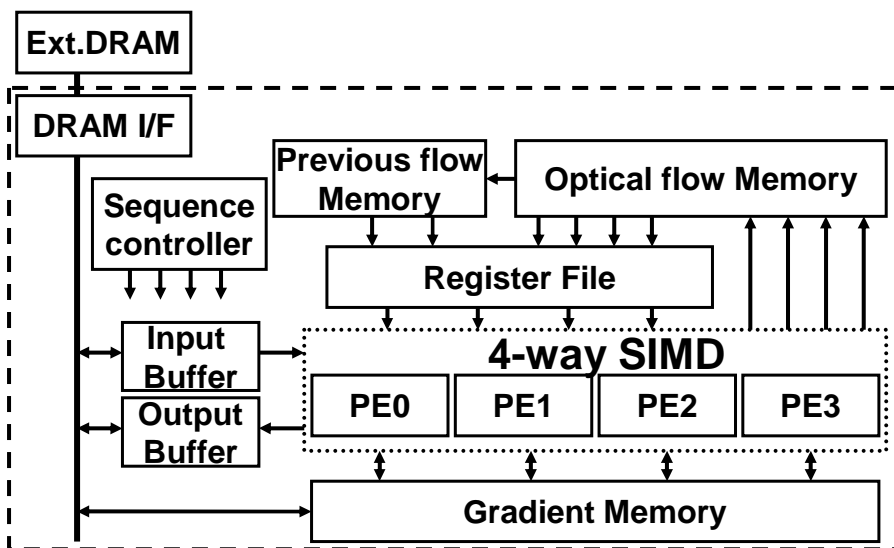 Ext.DRAM
DRAM I/F
Previous flow
Memory
Optical flow Memory
Sequence
controller
Register File
Input
Buffer
4-way SIMD
Output
Buffer
PE0
PE1
PE2
PE3
Gradient Memory